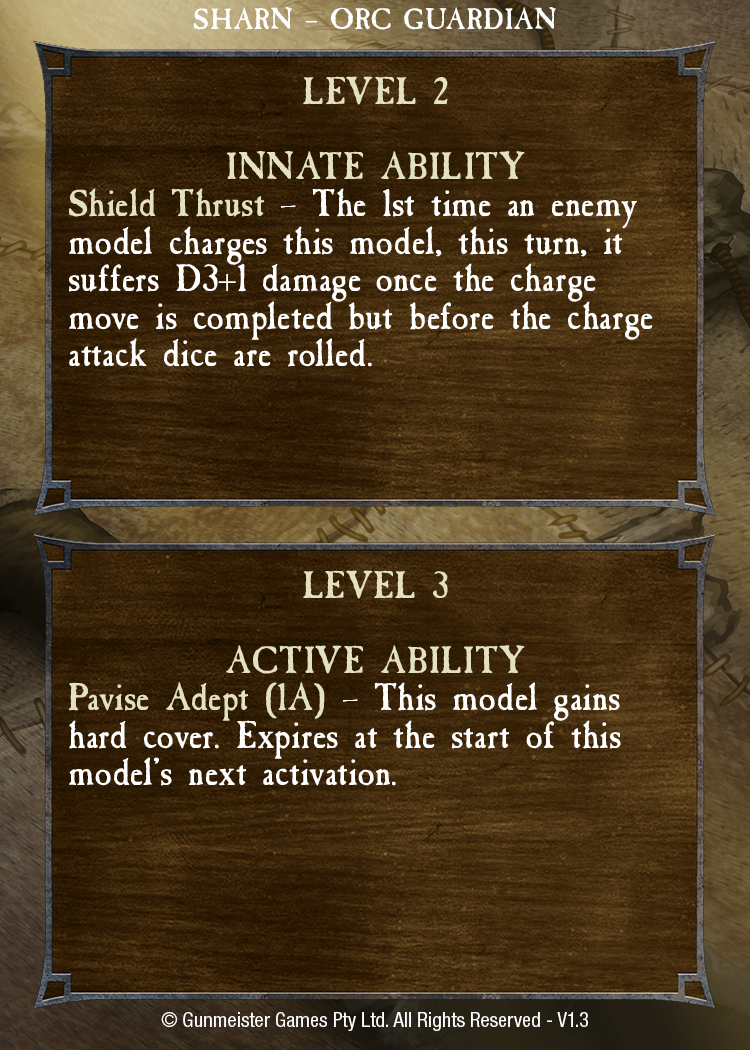 SHARN – ORC GUARDIAN
LEVEL 2
INNATE ABILITY
Shield Thrust – The 1st time an enemy
model charges this model, this turn, it
suffers D3+1 damage once the charge
move is completed but before the charge
attack dice are rolled.
LEVEL 3
ACTIVE ABILITY
Pavise Adept (1A) – This model gains
hard cover. Expires at the start of this
model's next activation.
© Gunmeister Games Pty Ltd. All Rights Reserved - V1.3